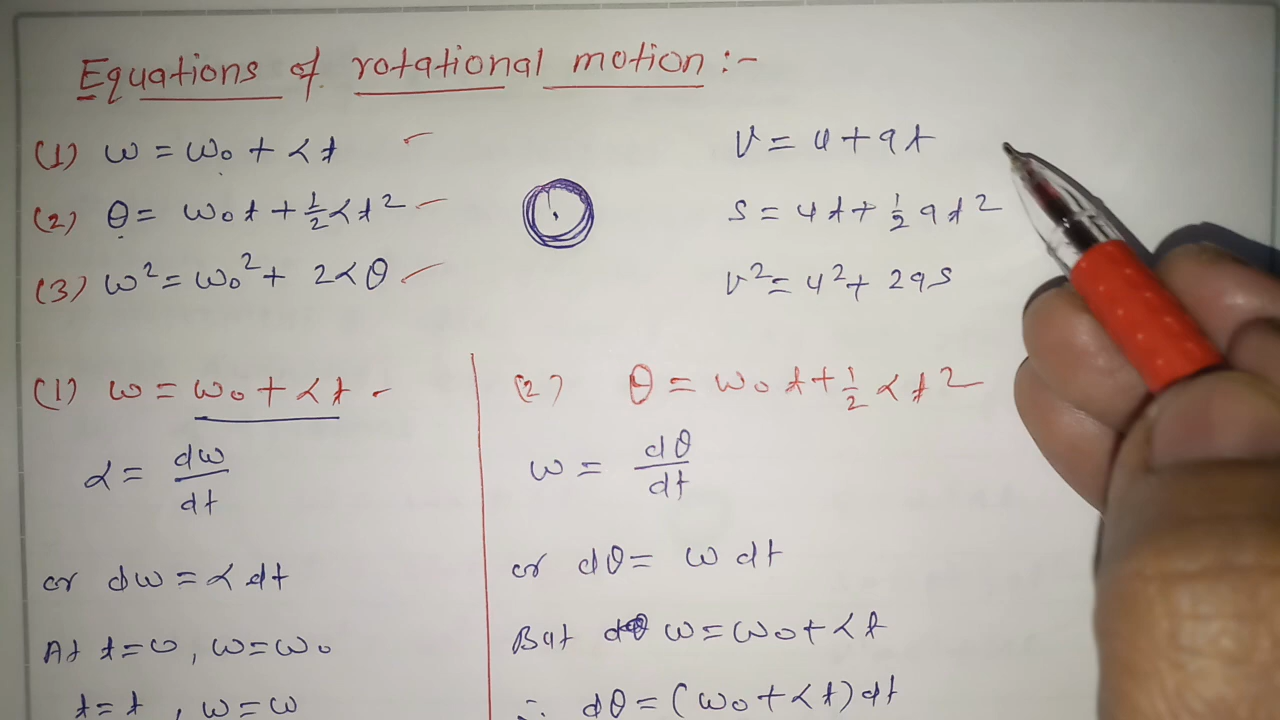 Equations of rotational motion :-
(1) ω = ω₀ + αt
(2) θ = ω₀t + ½αt²
(3) ω² = ω₀² + 2αθ
v = u + at
s = ut + ½at²
v² = u² + 2as
(1) ω = ω₀ + αt
α = dω/dt
or dω = αdt
At t=0, ω=ω₀
t=t, ω=ω
(2) θ = ω₀t + ½αt²
ω = dθ/dt
or dθ = ωdt
But ω = ω₀ + αt
∴ dθ = (ω₀ + αt)dt